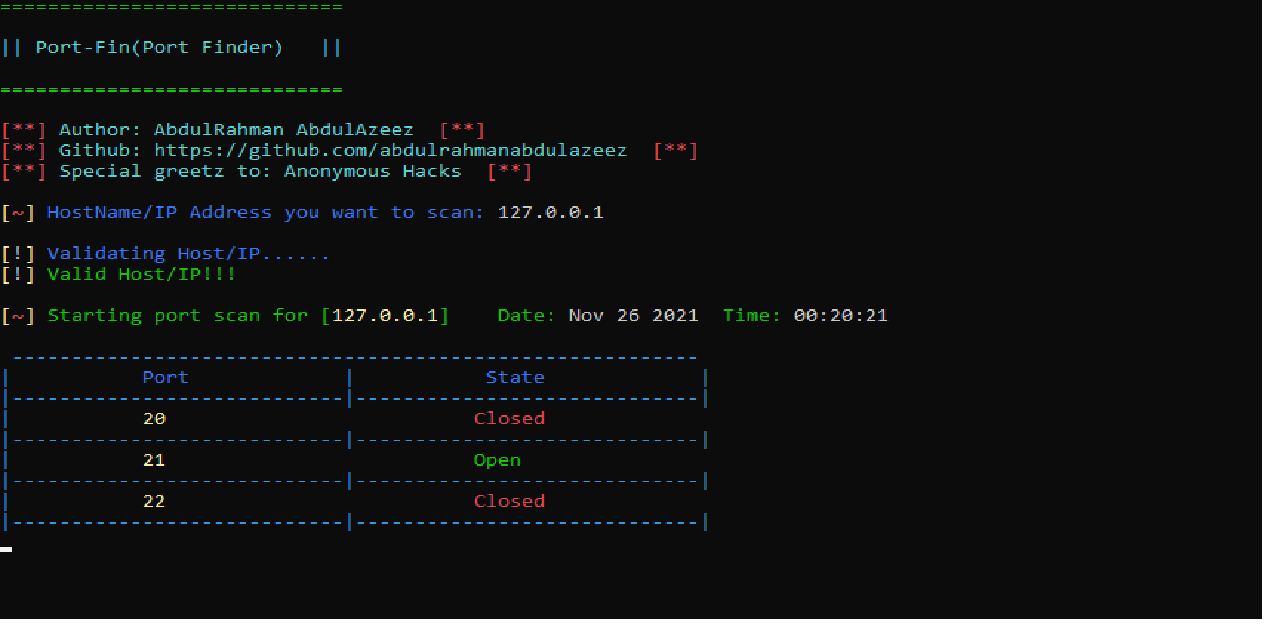 =============================
|| Port-Fin(Port Finder)   ||
=============================
[**] Author: AbdulRahman AbdulAzeez  [**]
[**] Github: https://github.com/abdulrahmanabdulazeez  [**]
[**] Special greetz to: Anonymous Hacks  [**]
[~] HostName/IP Address you want to scan: 127.0.0.1
[!] Validating Host/IP......
[!] Valid Host/IP!!!
[~] Starting port scan for [127.0.0.1]    Date: Nov 26 2021  Time: 00:20:21
 ----------------------------------------------------------
|           Port             |           State             |
|----------------------------|-----------------------------|
|           20                          Closed
|----------------------------|-----------------------------|
|           21                          Open
|----------------------------|-----------------------------|
|           22                          Closed
|----------------------------|-----------------------------|